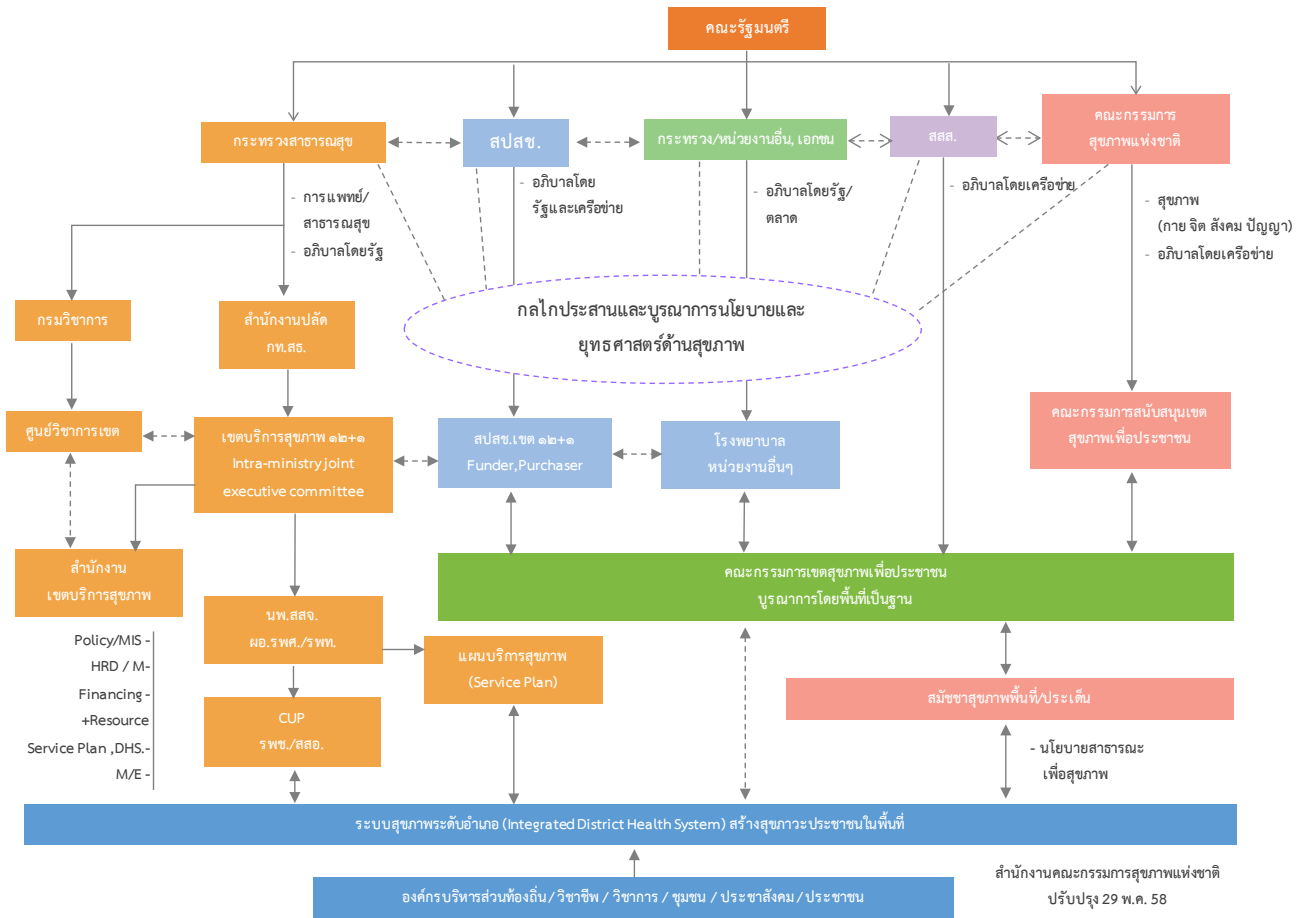 คณะรัฐมนตรี
กระทรวงสาธารณสุข
สปสช.
กระทรวง/หน่วยงานอื่น, เอกชน
สสส.
คณะกรรมการ
สุขภาพแห่งชาติ
- การแพทย์/
สาธารณสุข
- อภิบาลโดยรัฐ
- อภิบาลโดย
รัฐและเครือข่าย
- อภิบาลโดยรัฐ/
ตลาด
- อภิบาลโดยเครือข่าย
- สุขภาพ
(กาย จิต สังคม ปัญญา)
- อภิบาลโดยเครือข่าย
กรมวิชาการ
สำนักงานปลัด
กท.สธ.
กลไกประสานและบูรณาการนโยบายและ
ยุทธศาสตร์ด้านสุขภาพ
ศูนย์วิชาการเขต
เขตบริการสุขภาพ ๑๒+๑
Intra-ministry joint
executive committee
สปสช.เขต ๑๒+๑
Funder,Purchaser
โรงพยาบาล
หน่วยงานอื่นๆ
คณะกรรมการสนับสนุนเขต
สุขภาพเพื่อประชาชน
สำนักงาน
เขตบริการสุขภาพ
คณะกรรมการเขตสุขภาพเพื่อประชาชน
บูรณาการโดยพื้นที่เป็นฐาน
นพ.สสจ.
ผอ.รพศ./รพท.
แผนบริการสุขภาพ
(Service Plan)
Policy/MIS -
HRD / M-
Financing -
+Resource
Service Plan ,DHS.-
M/E -
CUP
รพช./สสอ.
สมัชชาสุขภาพพื้นที่/ประเด็น
- นโยบายสาธารณะ
เพื่อสุขภาพ
ระบบสุขภาพระดับอำเภอ (Integrated District Health System) สร้างสุขภาวะประชาชนในพื้นที่
องค์กรบริหารส่วนท้องถิ่น / วิชาชีพ / วิชาการ / ชุมชน / ประชาสังคม / ประชาชน
สำนักงานคณะกรรมการสุขภาพแห่งชาติ
ปรับปรุง 29 พ.ค. 58